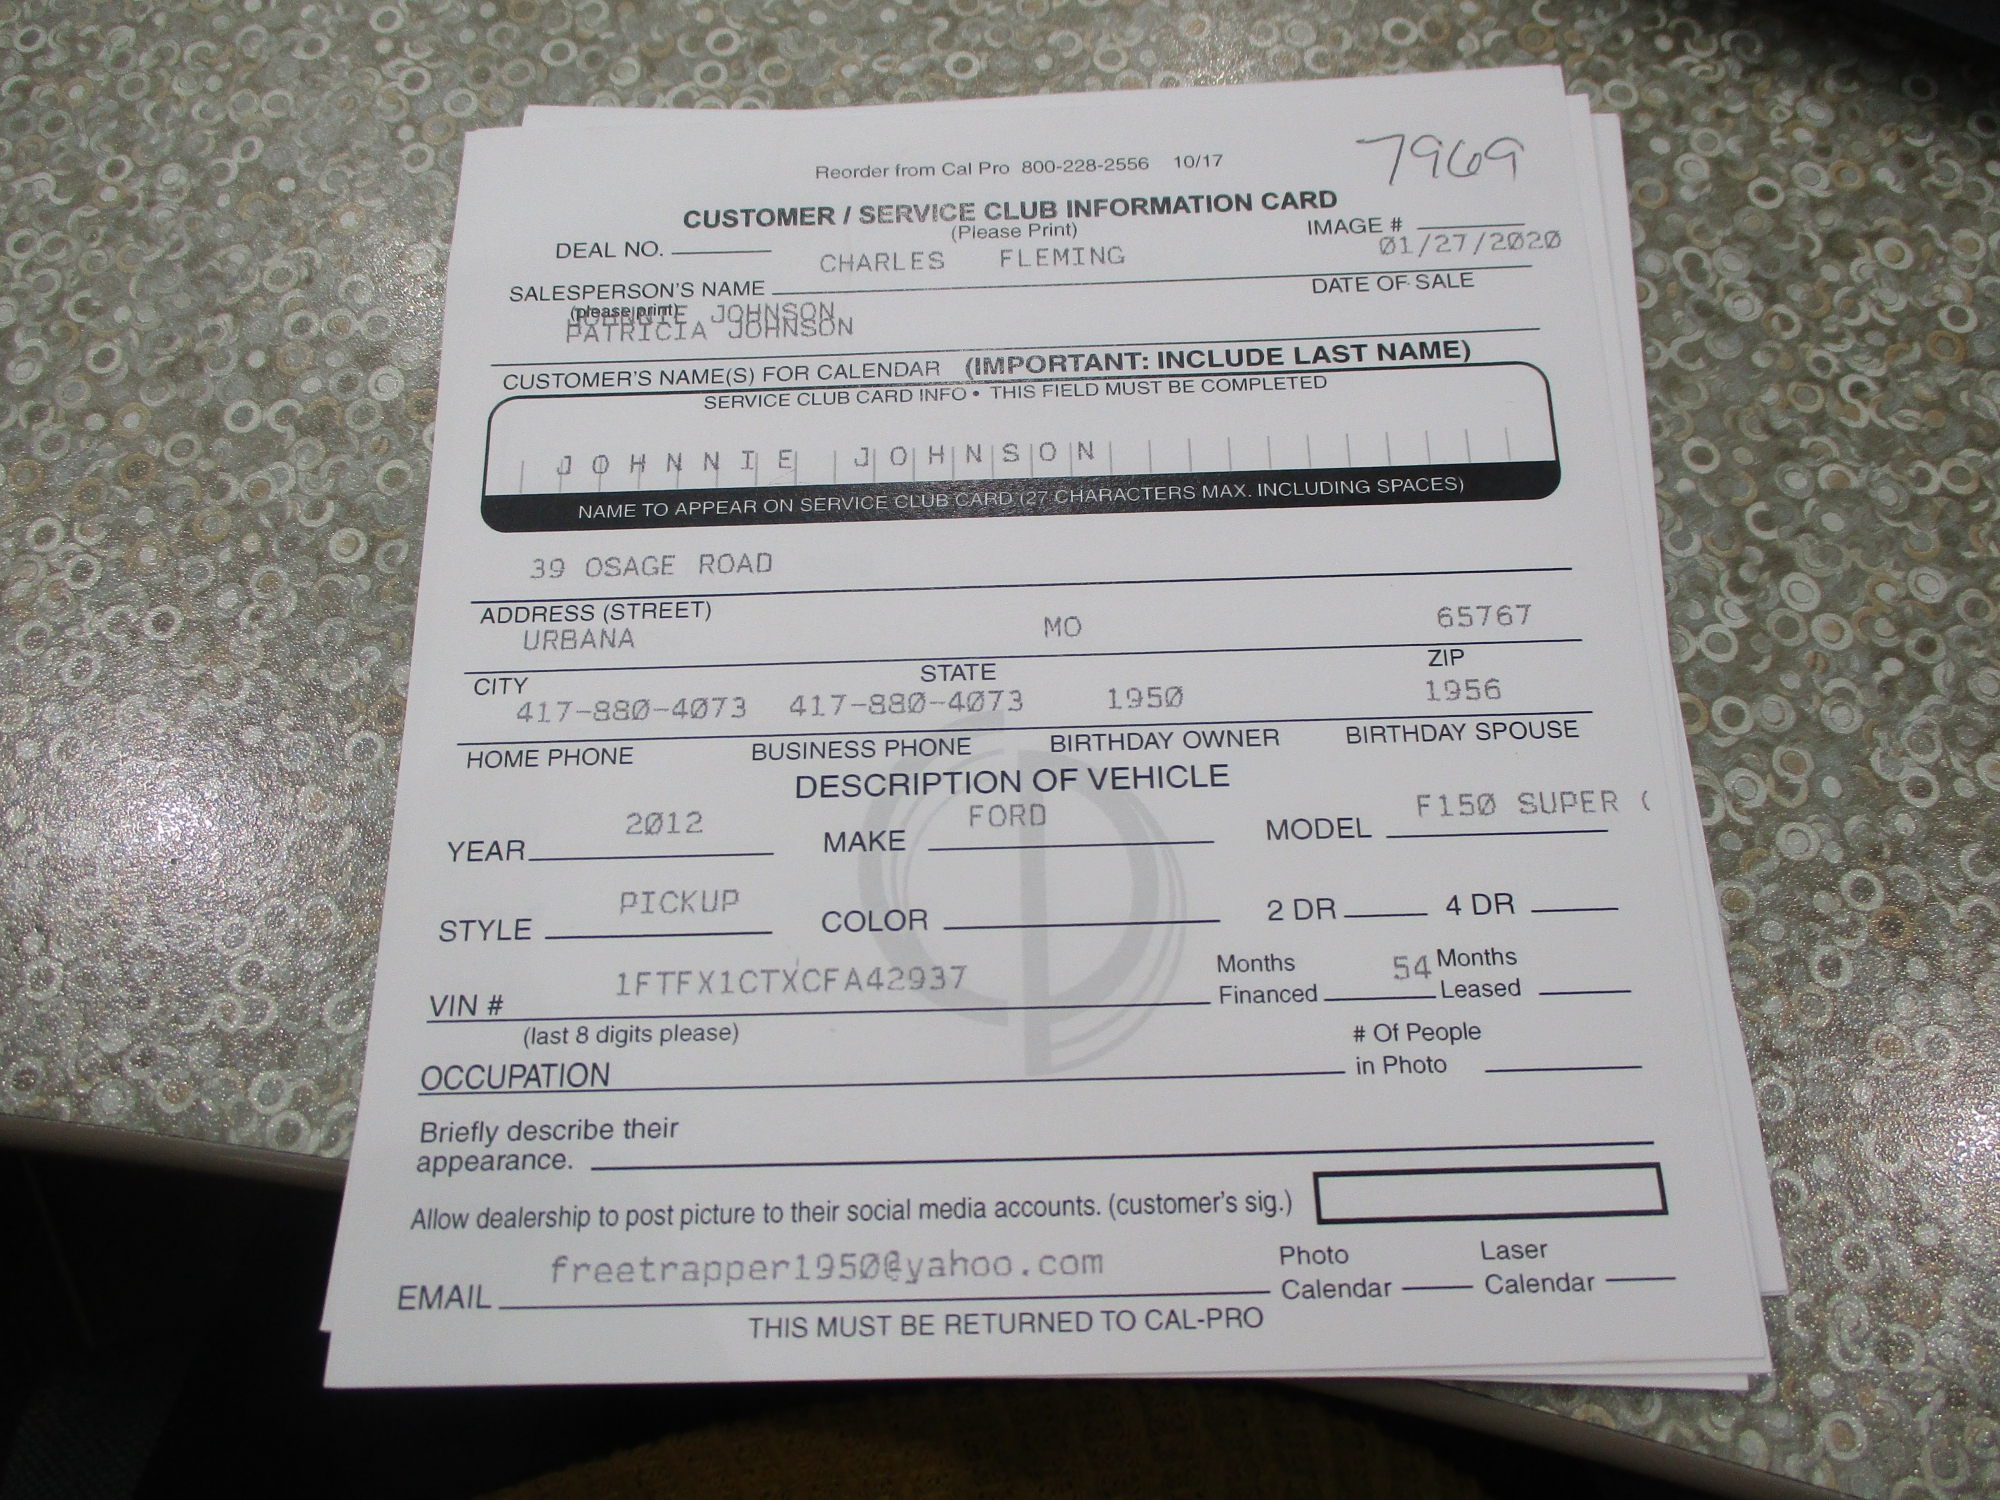 Reorder from Cal Pro 800-228-2556 10/17
7969
CUSTOMER / SERVICE CLUB INFORMATION CARD
(Please Print)
DEAL NO. IMAGE #
CHARLES FLEMING 01/27/2020
SALESPERSON'S NAME DATE OF SALE
(please print)
JOHNNIE JOHNSON
PATRICIA JOHNSON
CUSTOMER'S NAME(S) FOR CALENDAR (IMPORTANT: INCLUDE LAST NAME)
SERVICE CLUB CARD INFO • THIS FIELD MUST BE COMPLETED
JOHNNIE JOHNSON
NAME TO APPEAR ON SERVICE CLUB CARD (27 CHARACTERS MAX. INCLUDING SPACES)
39 OSAGE ROAD
ADDRESS (STREET)
URBANA MO 65767
CITY STATE ZIP
417-880-4073 417-880-4073 1950 1956
HOME PHONE BUSINESS PHONE BIRTHDAY OWNER BIRTHDAY SPOUSE
DESCRIPTION OF VEHICLE
YEAR 2012 MAKE FORD MODEL F150 SUPER (
STYLE PICKUP COLOR 2 DR 4 DR
VIN # 1FTFX1CTXCFA42937 Months Financed 54 Months Leased
(last 8 digits please)
OCCUPATION # Of People in Photo
Briefly describe their
appearance.
Allow dealership to post picture to their social media accounts. (customer's sig.)
EMAIL freetrapper1950@yahoo.com Photo Calendar Laser Calendar
THIS MUST BE RETURNED TO CAL-PRO